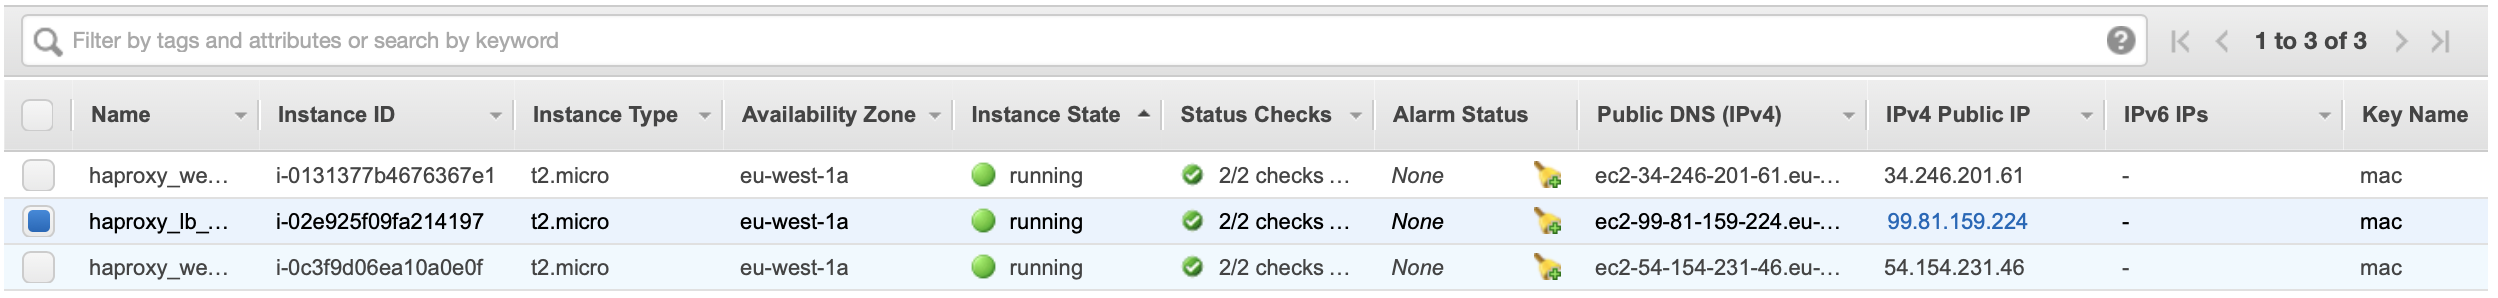 Filter by tags and attributes or search by keyword ? 1 to 3 of 3
Name Instance ID Instance Type Availability Zone Instance State Status Checks Alarm Status Public DNS (IPv4) IPv4 Public IP IPv6 IPs Key Name
haproxy_we... i-0131377b4676367e1 t2.micro eu-west-1a running 2/2 checks ... None ec2-34-246-201-61.eu-... 34.246.201.61 - mac
haproxy_lb_... i-02e925f09fa214197 t2.micro eu-west-1a running 2/2 checks ... None ec2-99-81-159-224.eu-... 99.81.159.224 - mac
haproxy_we... i-0c3f9d06ea10a0e0f t2.micro eu-west-1a running 2/2 checks ... None ec2-54-154-231-46.eu-... 54.154.231.46 - mac